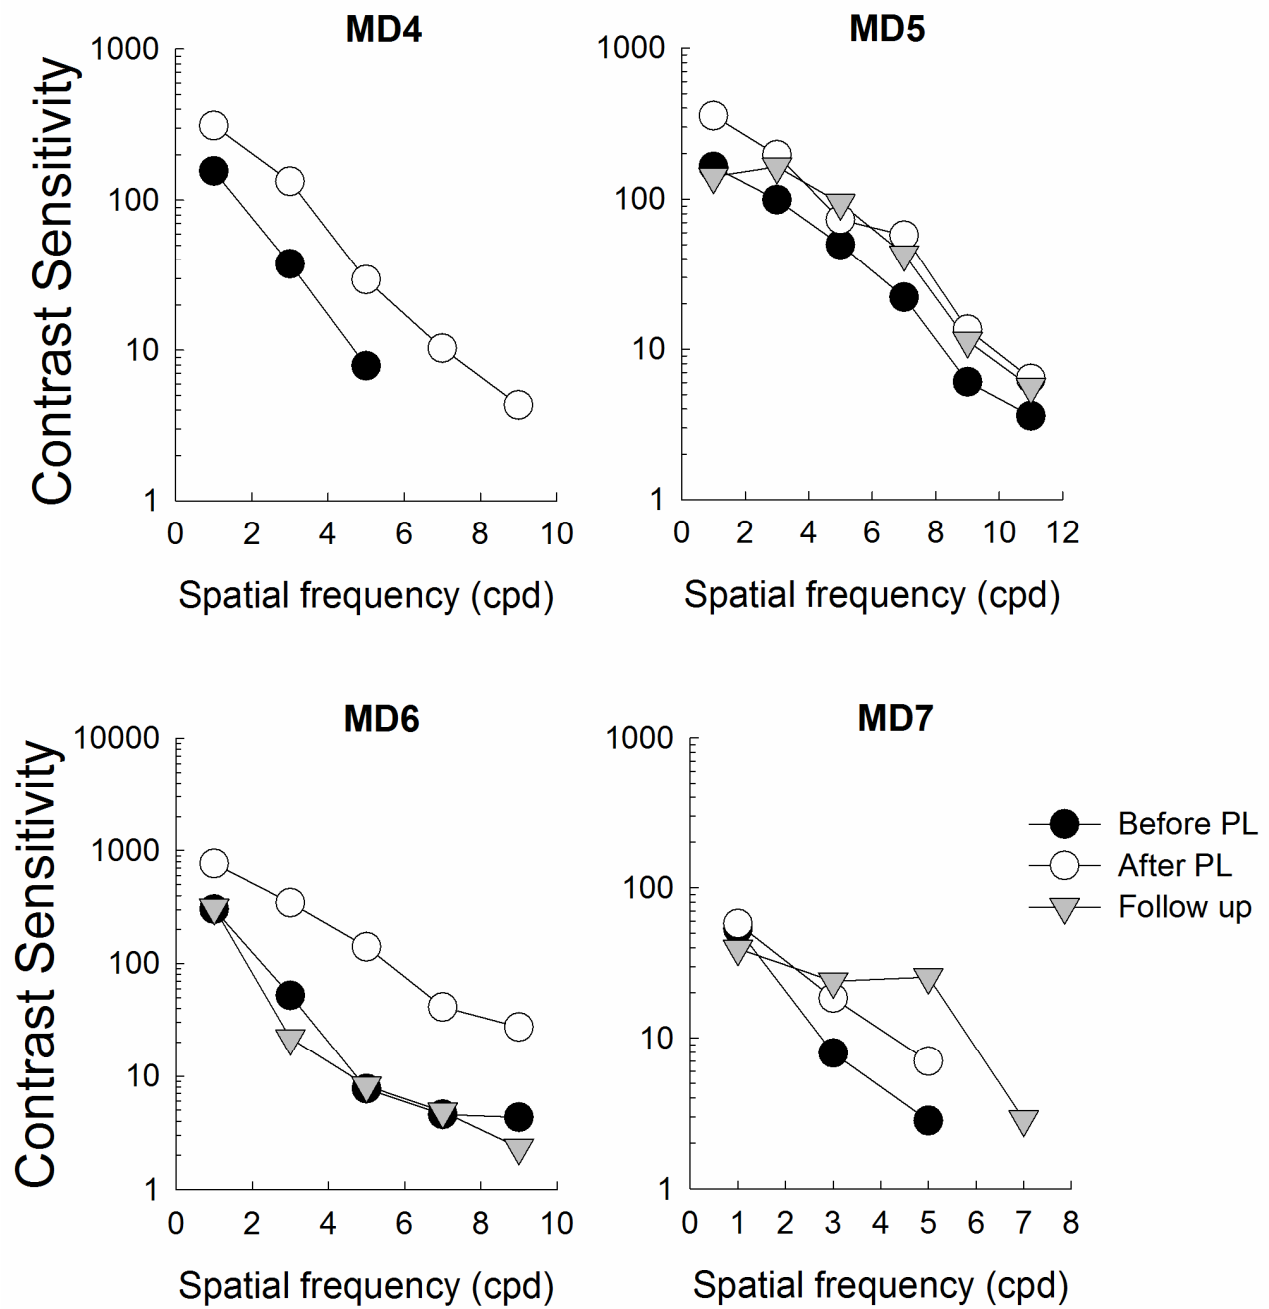 MD4
MD5
Contrast Sensitivity
1000
100
10
1
0 2 4 6 8 10
Spatial frequency (cpd)
1000
100
10
1
0 2 4 6 8 10 12
Spatial frequency (cpd)
MD6
MD7
Contrast Sensitivity
10000
1000
100
10
1
0 2 4 6 8 10
Spatial frequency (cpd)
1000
100
10
1
0 1 2 3 4 5 6 7 8
Spatial frequency (cpd)
Before PL
After PL
Follow up